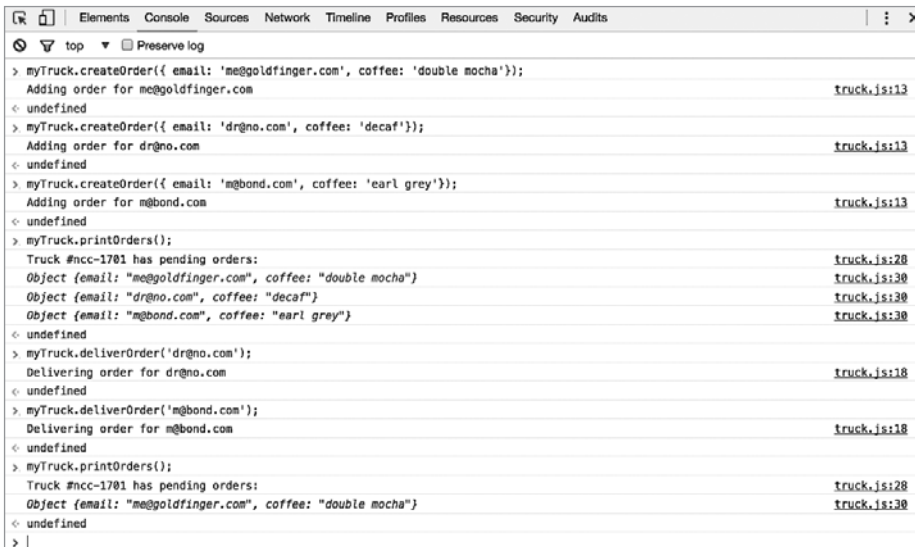 Elements Console Sources Network Timeline Profiles Resources Security Audits
top ▼ Preserve log
> myTruck.createOrder({ email: 'me@goldfinger.com', coffee: 'double mocha'});
Adding order for me@goldfinger.com truck.js:13
< undefined
> myTruck.createOrder({ email: 'dr@no.com', coffee: 'decaf'});
Adding order for dr@no.com truck.js:13
< undefined
> myTruck.createOrder({ email: 'm@bond.com', coffee: 'earl grey'});
Adding order for m@bond.com truck.js:13
< undefined
> myTruck.printOrders();
Truck #ncc-1701 has pending orders: truck.js:28
Object {email: "me@goldfinger.com", coffee: "double mocha"} truck.js:30
Object {email: "dr@no.com", coffee: "decaf"} truck.js:30
Object {email: "m@bond.com", coffee: "earl grey"} truck.js:30
< undefined
> myTruck.deliverOrder('dr@no.com');
Delivering order for dr@no.com truck.js:18
< undefined
> myTruck.deliverOrder('m@bond.com');
Delivering order for m@bond.com truck.js:18
< undefined
> myTruck.printOrders();
Truck #ncc-1701 has pending orders: truck.js:28
Object {email: "me@goldfinger.com", coffee: "double mocha"} truck.js:30
< undefined
>